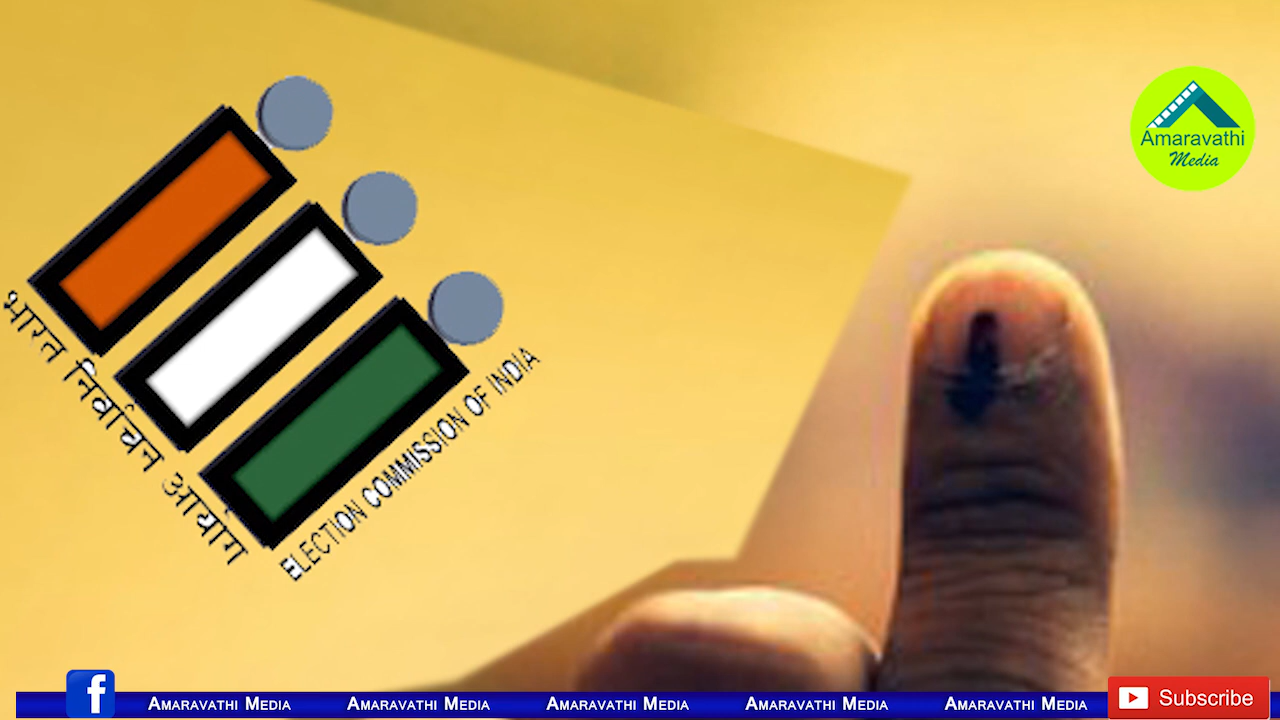 Amaravathi
Media
भारत निर्वाचन आयोग
ELECTION COMMISSION OF INDIA
f
AMARAVATHI MEDIA
AMARAVATHI MEDIA
AMARAVATHI MEDIA
AMARAVATHI MEDIA
AMARAVATHI MEDIA
Subscribe